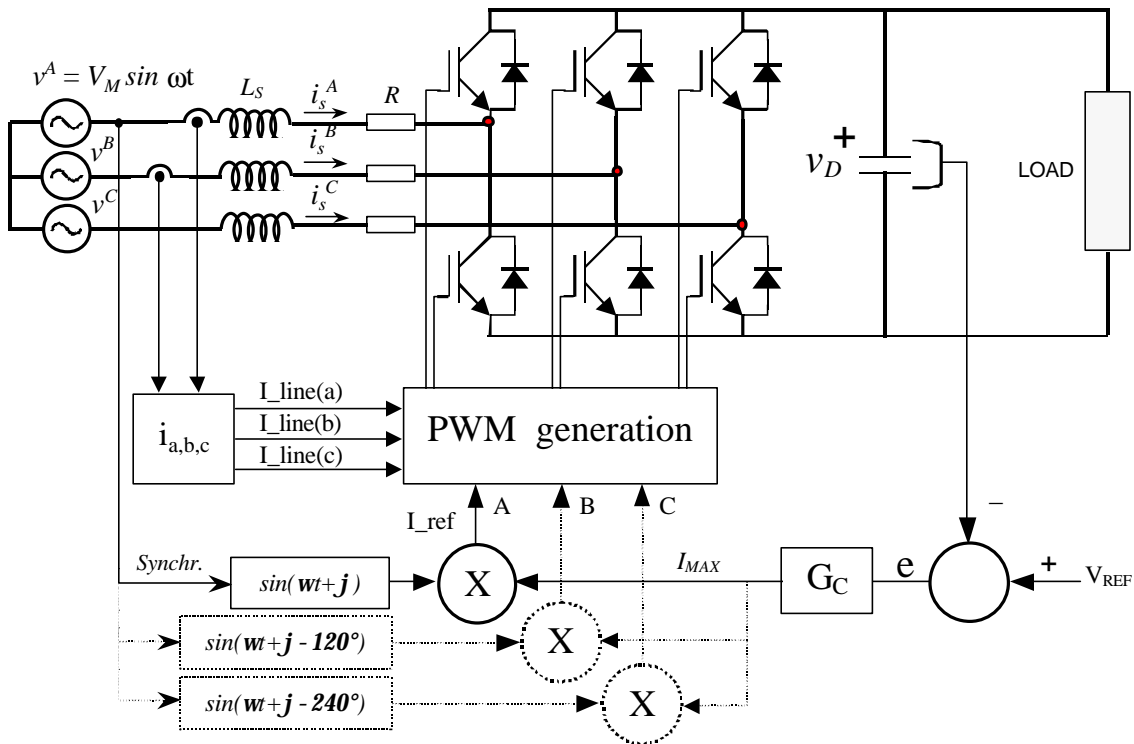 v^A = V_M sin ωt
L_S
i_s^A
R
v^B
i_s^B
v^C
i_s^C
+
v_D
LOAD
I_line(a)
I_line(b)
I_line(c)
i_a,b,c
PWM generation
A
B
C
I_ref
−
Synchr.
sin(wt+j)
X
I_MAX
G_C
e
+
V_REF
sin(wt+j - 120°)
X
sin(wt+j - 240°)
X